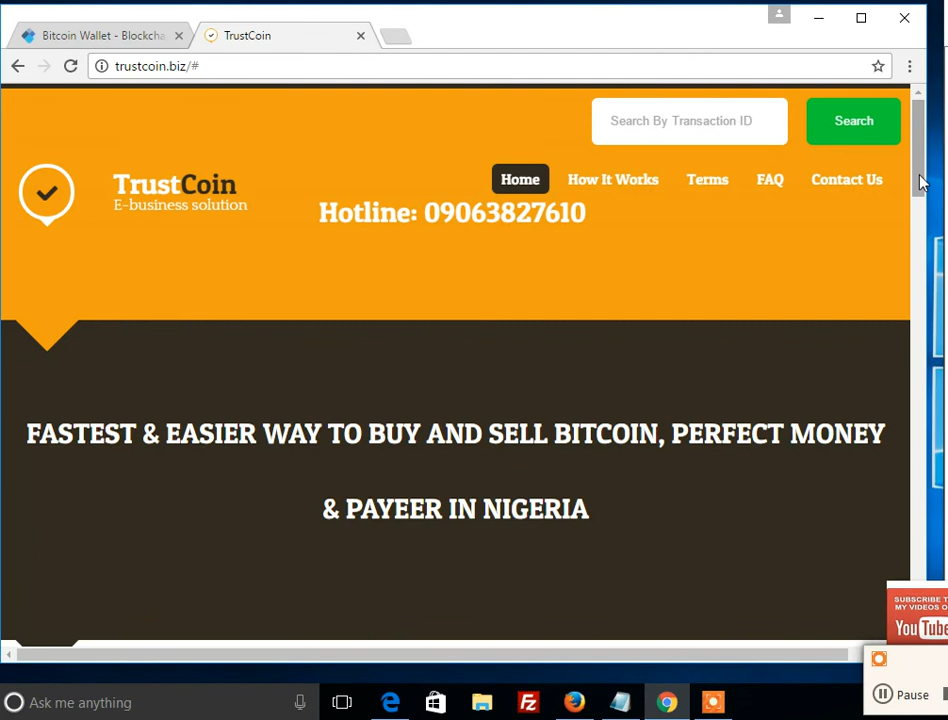 Bitcoin Wallet - Blockcha
TrustCoin
trustcoin.biz/#
Search By Transaction ID
Search
TrustCoin
E-business solution
Home
How It Works
Terms
FAQ
Contact Us
Hotline: 09063827610
FASTEST & EASIER WAY TO BUY AND SELL BITCOIN, PERFECT MONEY
& PAYEER IN NIGERIA
SUBSCRIBE T
MY VIDEOS O
YouTube
Pause
Ask me anything